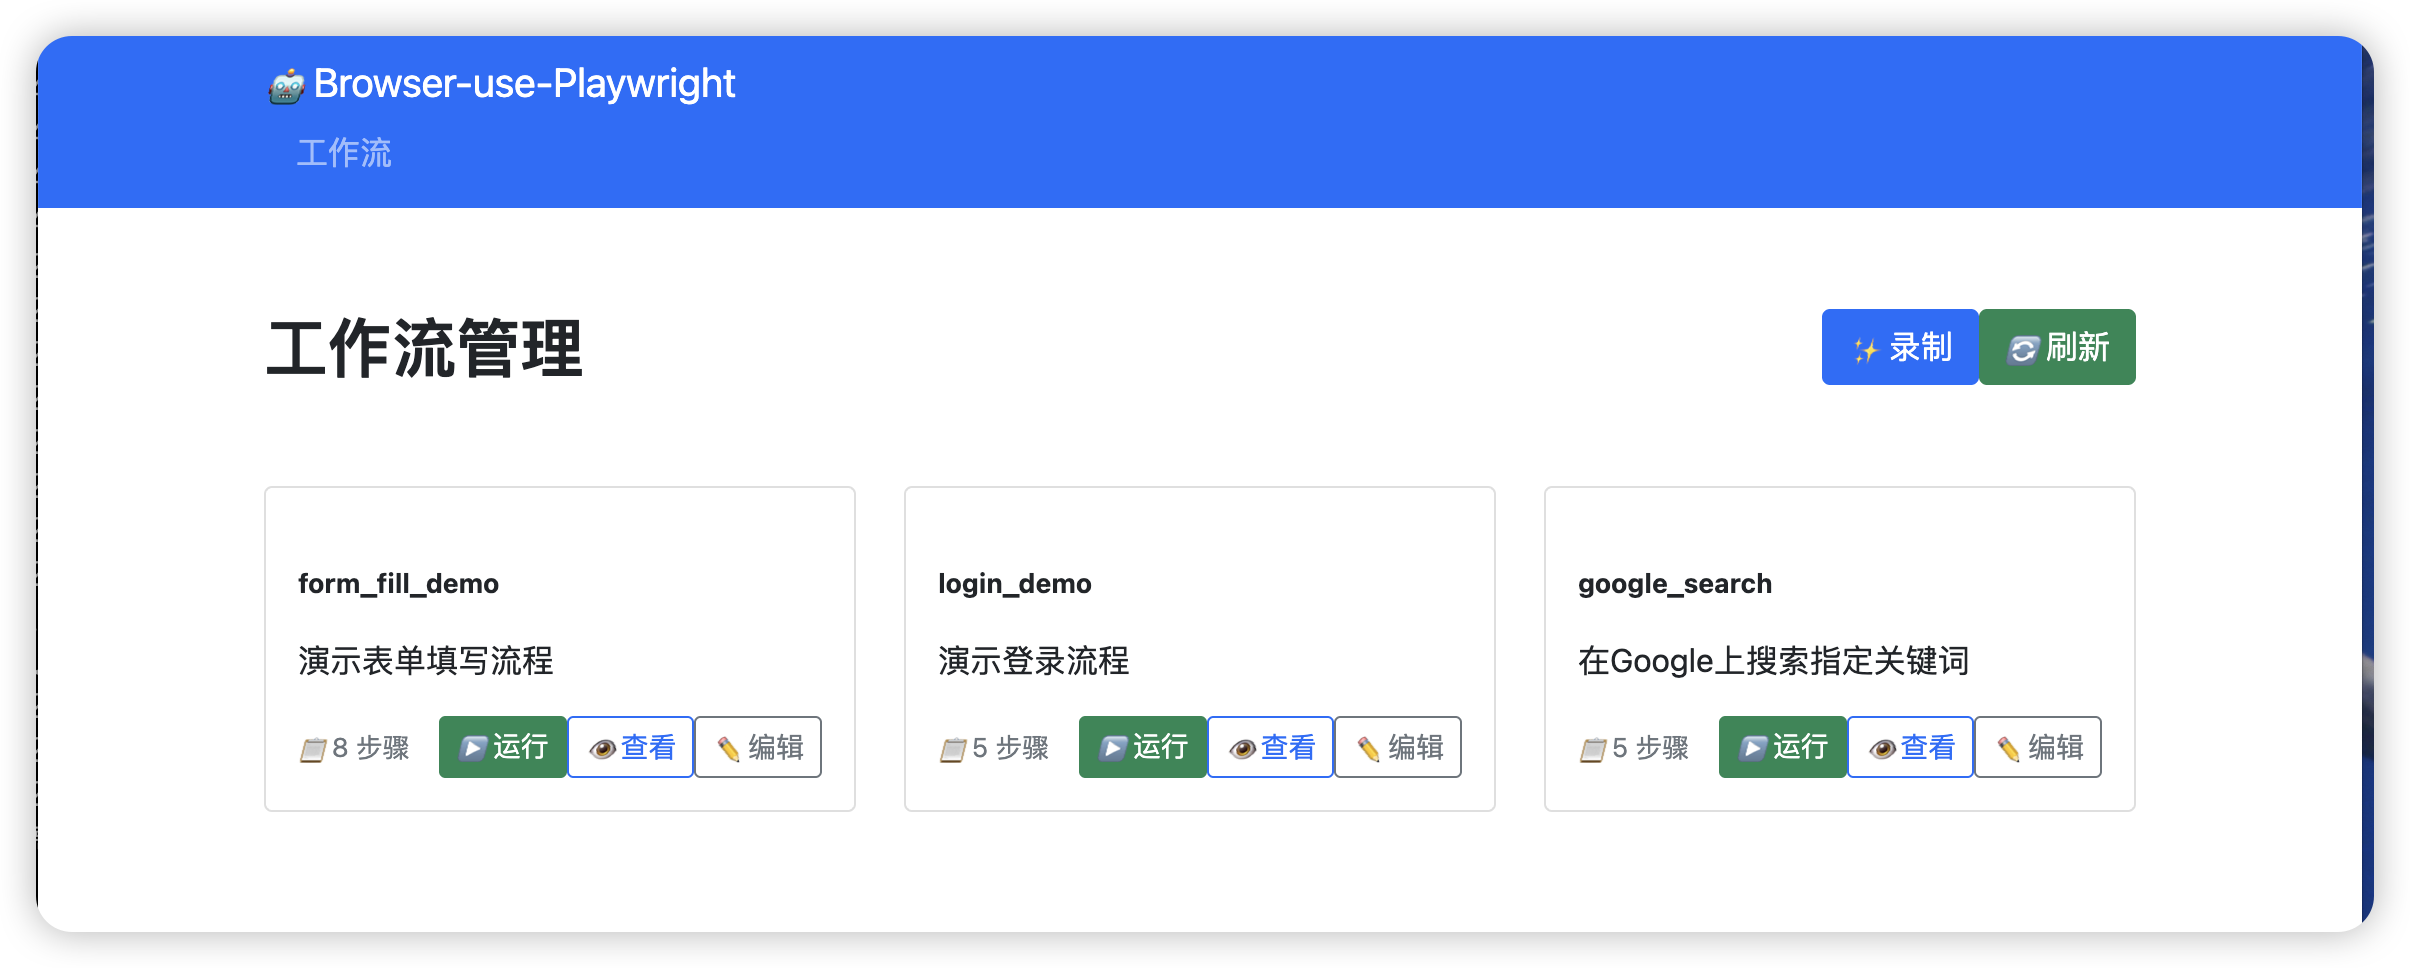 Browser-use-Playwright
工作流
工作流管理
录制
刷新
form_fill_demo
演示表单填写流程
8 步骤
运行
查看
编辑
login_demo
演示登录流程
5 步骤
运行
查看
编辑
google_search
在Google上搜索指定关键词
5 步骤
运行
查看
编辑